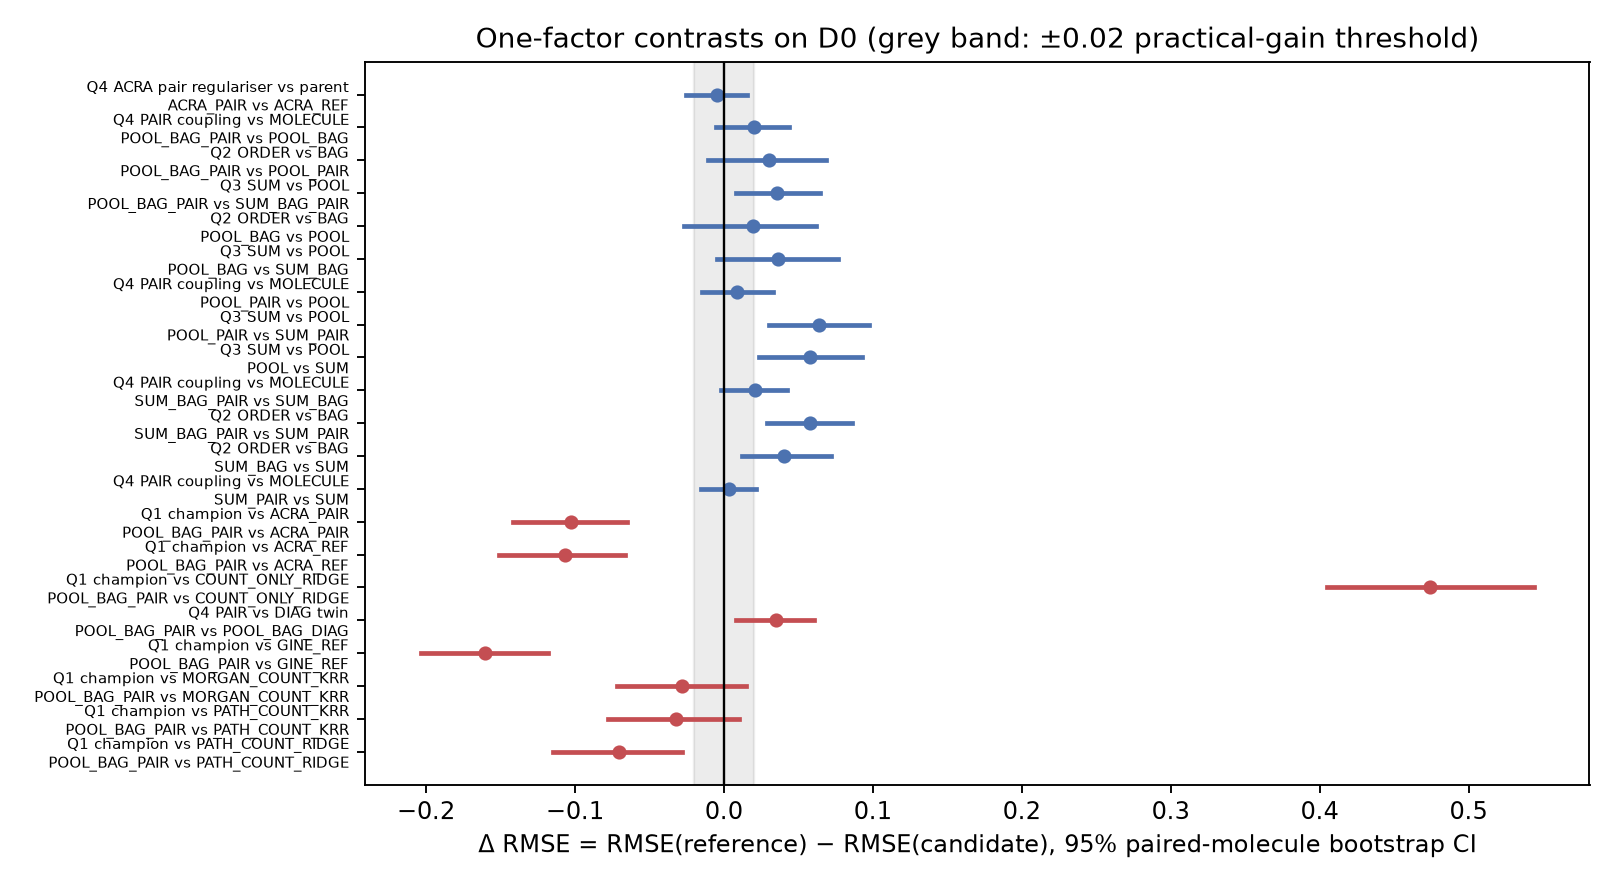 One-factor contrasts on D0 (grey band: ±0.02 practical-gain threshold)
Q4 ACRA pair regulariser vs parent
ACRA_PAIR vs ACRA_REF
Q4 PAIR coupling vs MOLECULE
POOL_BAG_PAIR vs POOL_BAG
Q2 ORDER vs BAG
POOL_BAG_PAIR vs POOL_PAIR
Q3 SUM vs POOL
POOL_BAG_PAIR vs SUM_BAG_PAIR
Q2 ORDER vs BAG
POOL_BAG vs POOL
Q3 SUM vs POOL
POOL_BAG vs SUM_BAG
Q4 PAIR coupling vs MOLECULE
POOL_PAIR vs POOL
Q3 SUM vs POOL
POOL_PAIR vs SUM_PAIR
Q3 SUM vs POOL
POOL vs SUM
Q4 PAIR coupling vs MOLECULE
SUM_BAG_PAIR vs SUM_BAG
Q2 ORDER vs BAG
SUM_BAG_PAIR vs SUM_PAIR
Q2 ORDER vs BAG
SUM_BAG vs SUM
Q4 PAIR coupling vs MOLECULE
SUM_PAIR vs SUM
Q1 champion vs ACRA_PAIR
POOL_BAG_PAIR vs ACRA_PAIR
Q1 champion vs ACRA_REF
POOL_BAG_PAIR vs ACRA_REF
Q1 champion vs COUNT_ONLY_RIDGE
POOL_BAG_PAIR vs COUNT_ONLY_RIDGE
Q4 PAIR vs DIAG twin
POOL_BAG_PAIR vs POOL_BAG_DIAG
Q1 champion vs GINE_REF
POOL_BAG_PAIR vs GINE_REF
Q1 champion vs MORGAN_COUNT_KRR
POOL_BAG_PAIR vs MORGAN_COUNT_KRR
Q1 champion vs PATH_COUNT_KRR
POOL_BAG_PAIR vs PATH_COUNT_KRR
Q1 champion vs PATH_COUNT_RIDGE
POOL_BAG_PAIR vs PATH_COUNT_RIDGE
−0.2 −0.1 0.0 0.1 0.2 0.3 0.4 0.5
Δ RMSE = RMSE(reference) − RMSE(candidate), 95% paired-molecule bootstrap CI